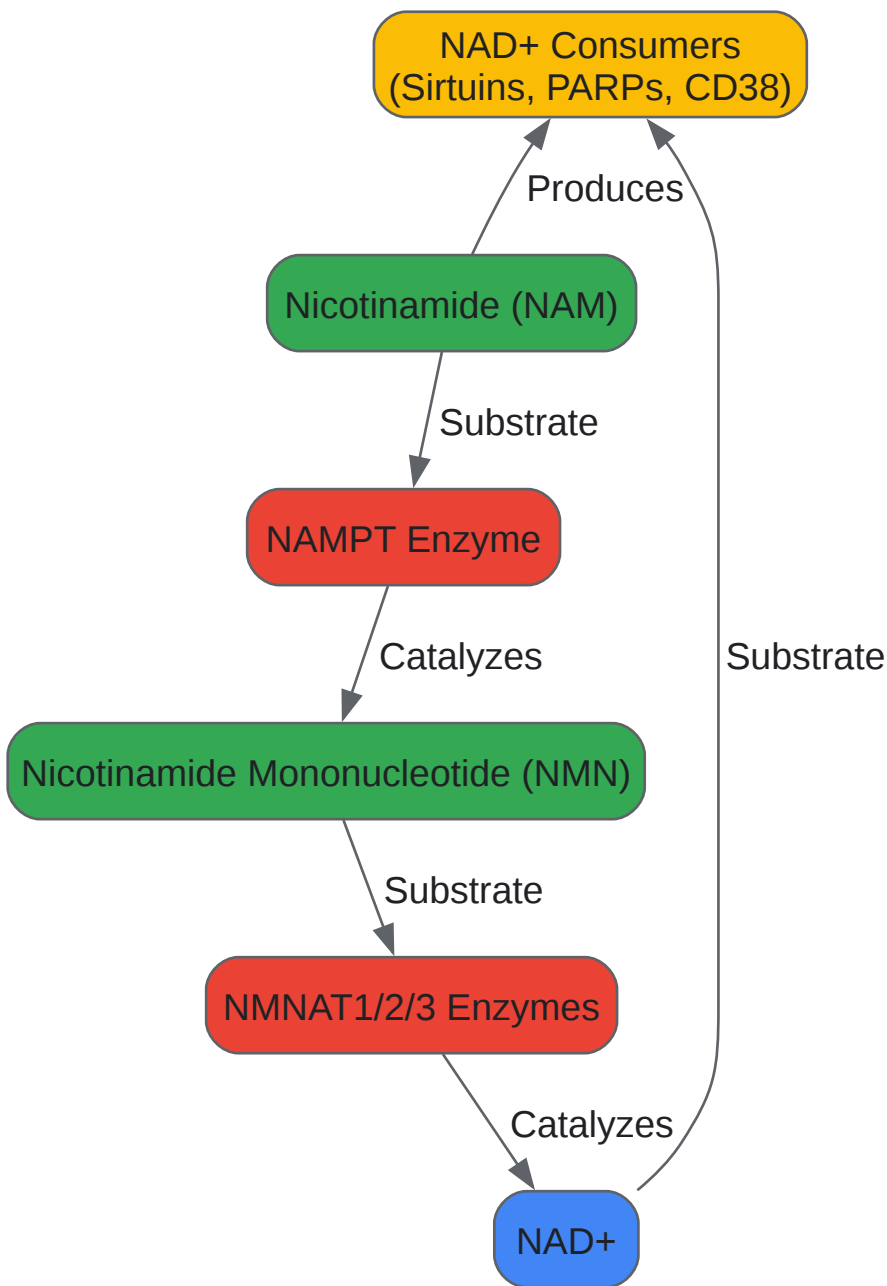 NAD+ Consumers
(Sirtuins, PARPs, CD38)
Produces
Nicotinamide (NAM)
Substrate
NAMPT Enzyme
Catalyzes
Substrate
Nicotinamide Mononucleotide (NMN)
Substrate
NMNAT1/2/3 Enzymes
Catalyzes
NAD+